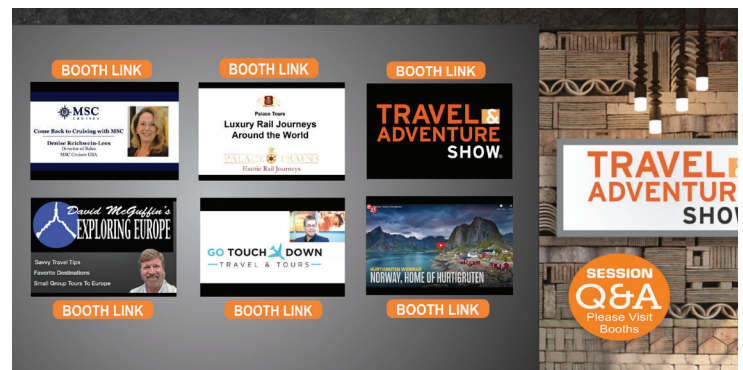 BOOTH LINK
BOOTH LINK
BOOTH LINK
MSC
CRUISES
Come Back to Cruising with MSC
Denise Reichwein-Lees
Director of Sales
MSC Cruises USA
Palace Tours
Luxury Rail Journeys
Around the World
PALACE TRAINS
Exotic Rail Journeys
TRAVEL &
ADVENTURE
SHOW®
David McGuffin's
EXPLORING EUROPE
Savvy Travel Tips
Favorite Destinations
Small Group Tours To Europe
GO TOUCH DOWN
TRAVEL & TOURS
HURTIGRUTEN WEBINAR
NORWAY, HOME OF HURTIGRUTEN
BOOTH LINK
BOOTH LINK
BOOTH LINK
TRAVEL &
ADVENTUR
SHO
SESSION
Q&A
Please Visit
Booths